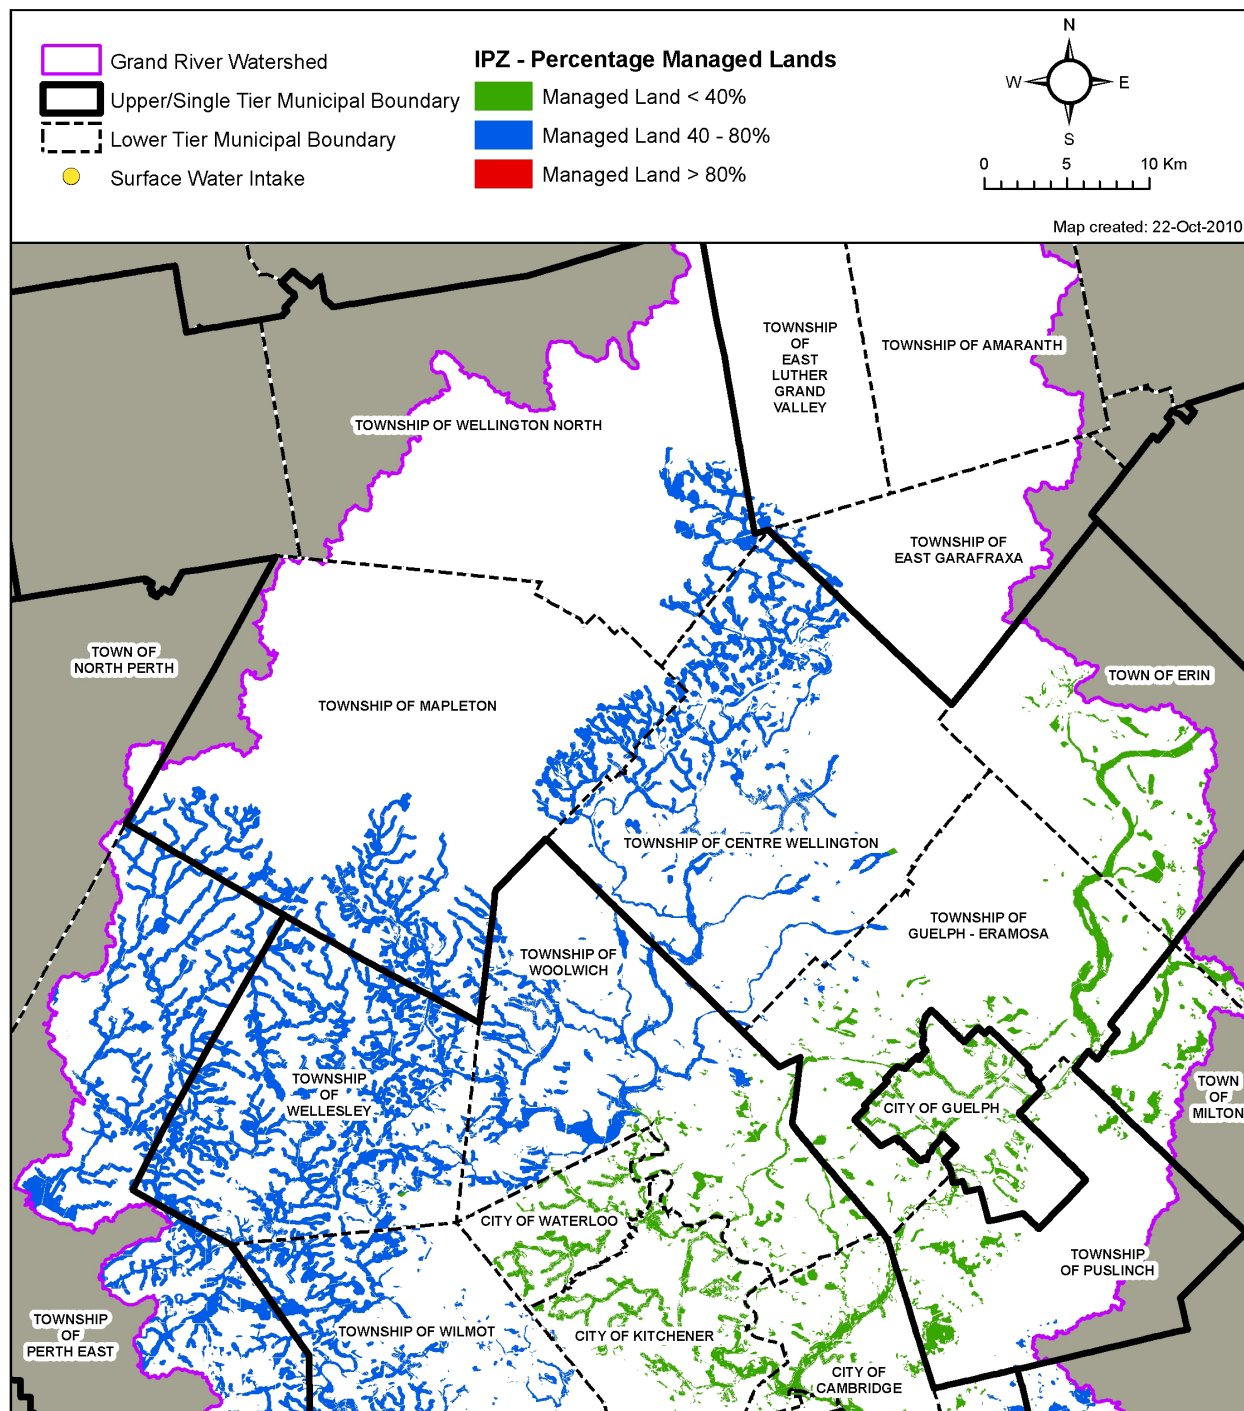 Grand River Watershed
Upper/Single Tier Municipal Boundary
Lower Tier Municipal Boundary
Surface Water Intake
IPZ - Percentage Managed Lands
Managed Land < 40%
Managed Land 40 - 80%
Managed Land > 80%
N
W
E
S
0 5 10 Km
Map created: 22-Oct-2010
TOWNSHIP
OF
EAST
LUTHER
GRAND
VALLEY
TOWNSHIP OF AMARANTH
TOWNSHIP OF WELLINGTON NORTH
TOWNSHIP OF
EAST GARAFRAXA
TOWN OF
NORTH PERTH
TOWNSHIP OF MAPLETON
TOWN OF ERIN
TOWNSHIP OF CENTRE WELLINGTON
TOWNSHIP OF
GUELPH - ERAMOSA
TOWNSHIP OF
WOOLWICH
TOWNSHIP
OF
WELLESLEY
CITY OF GUELPH
TOWN
OF
MILTON
CITY OF WATERLOO
TOWNSHIP
OF PUSLINCH
TOWNSHIP
OF
PERTH EAST
TOWNSHIP OF WILMOT
CITY OF KITCHENER
CITY OF
CAMBRIDGE